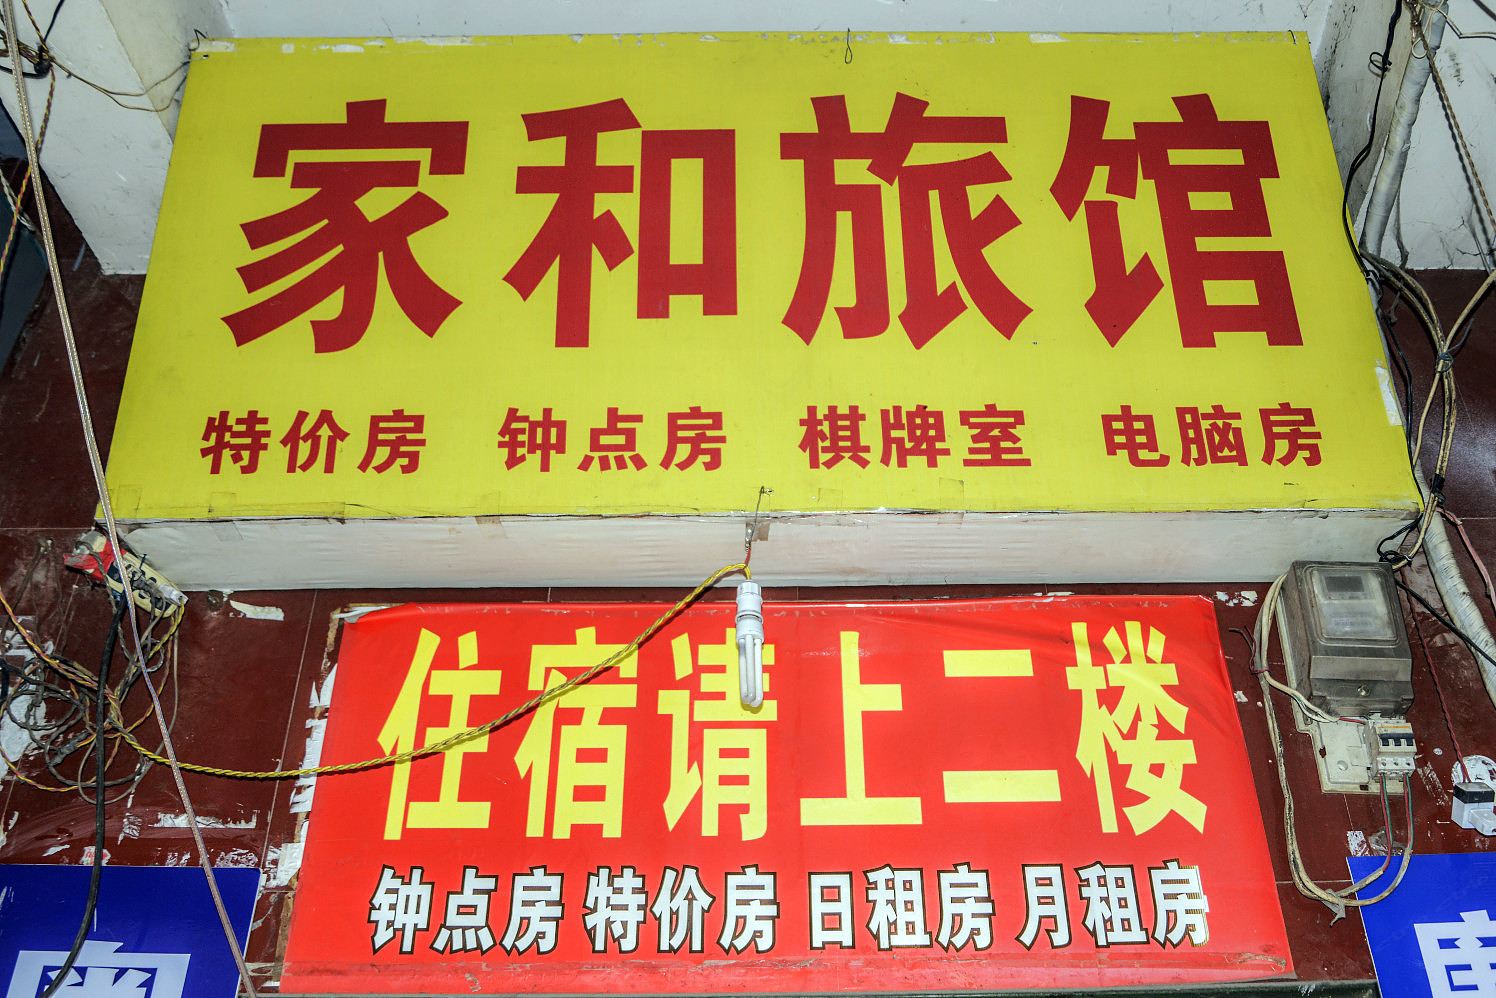 家和旅馆
特价房 钟点房 棋牌室 电脑房
住宿请上二楼
钟点房 特价房 日租房 月租房